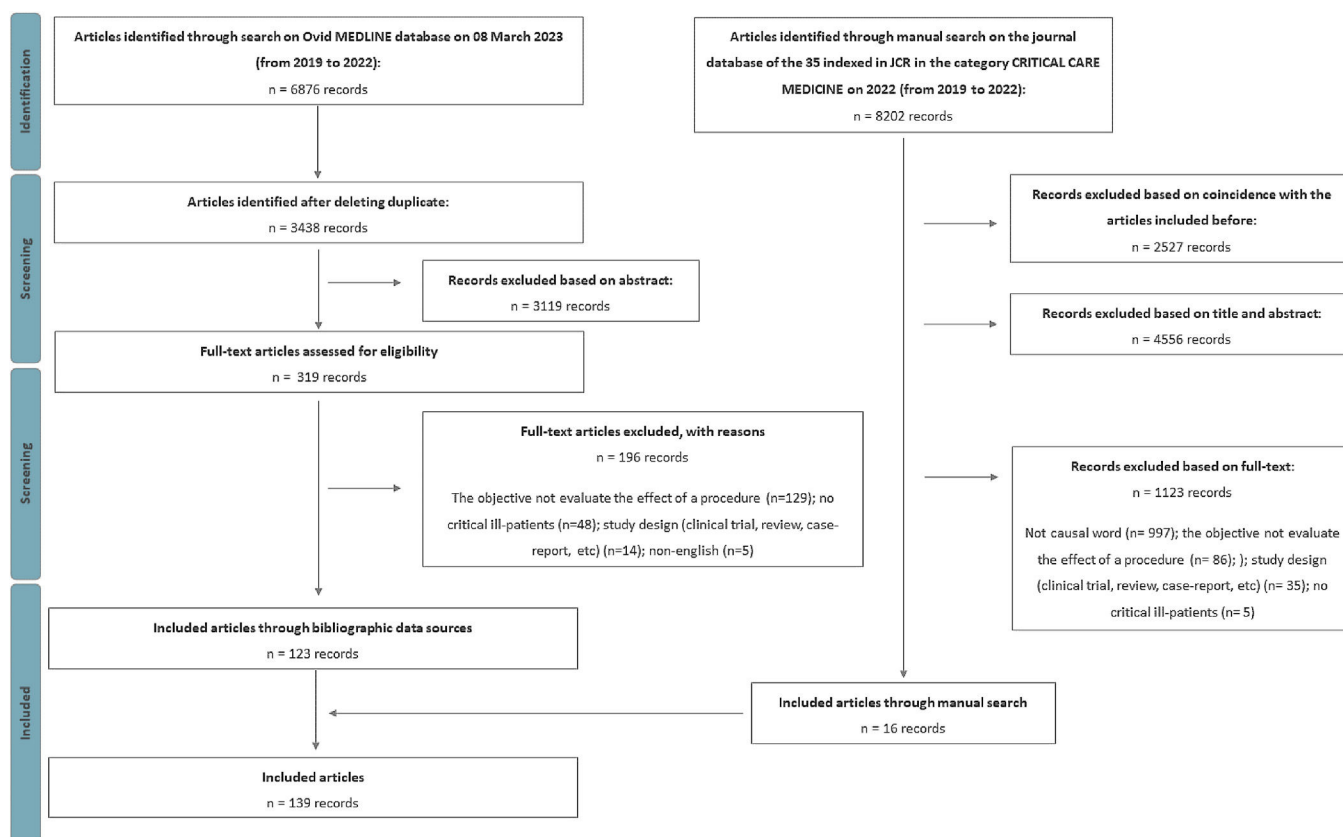 Identification
Articles identified through search on Ovid MEDLINE database on 08 March 2023
(from 2019 to 2022):
n = 6876 records
Articles identified through manual search on the journal
database of the 35 indexed in JCR in the category CRITICAL CARE
MEDICINE on 2022 (from 2019 to 2022):
n = 8202 records
Screening
Articles identified after deleting duplicate:
n = 3438 records
Records excluded based on coincidence with the
articles included before:
n = 2527 records
Records excluded based on abstract:
n = 3119 records
Records excluded based on title and abstract:
n = 4556 records
Full-text articles assessed for eligibility
n = 319 records
Screening
Full-text articles excluded, with reasons
n = 196 records
The objective not evaluate the effect of a procedure (n=129); no
critical ill-patients (n=48); study design (clinical trial, review, case-
report, etc) (n=14); non-english (n=5)
Records excluded based on full-text:
n = 1123 records
Not causal word (n= 997); the objective not evaluate
the effect of a procedure (n= 86); ); study design
(clinical trial, review, case-report, etc) (n= 35); no
critical ill-patients (n= 5)
Included
Included articles through bibliographic data sources
n = 123 records
Included articles through manual search
n = 16 records
Included articles
n = 139 records